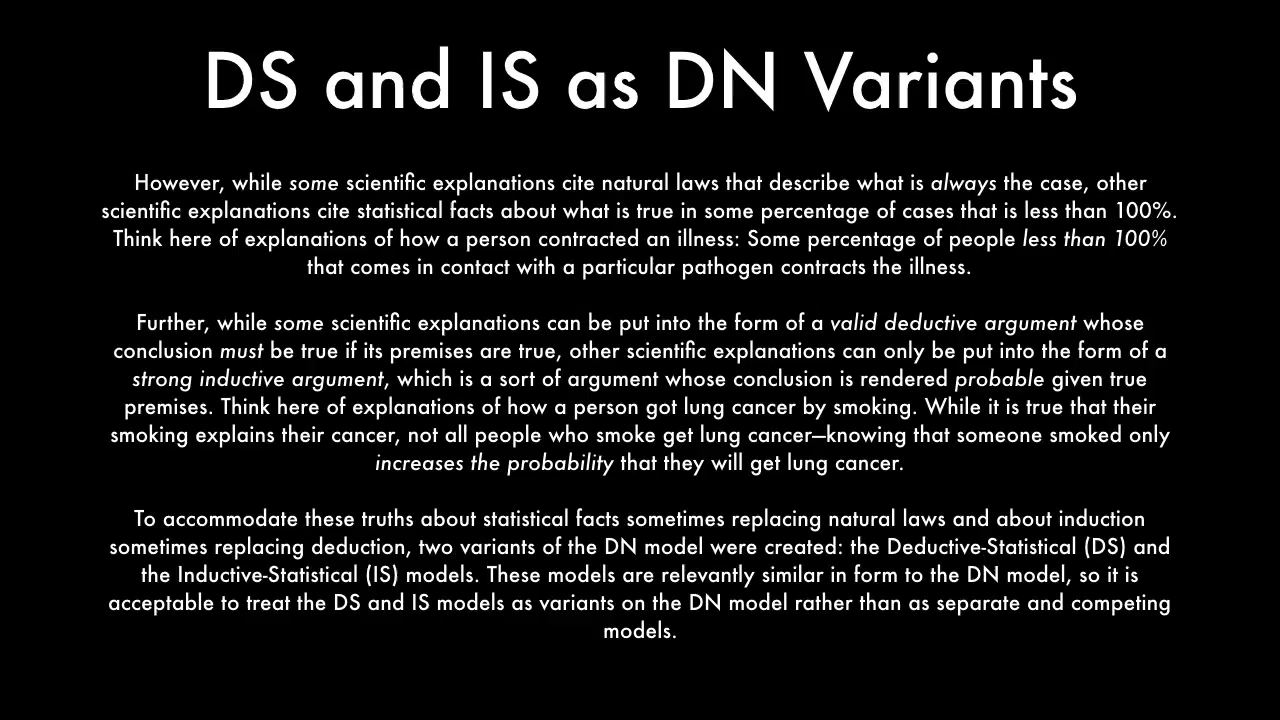 DS and IS as DN Variants
However, while some scientific explanations cite natural laws that describe what is always the case, other
scientific explanations cite statistical facts about what is true in some percentage of cases that is less than 100%.
Think here of explanations of how a person contracted an illness: Some percentage of people less than 100%
that comes in contact with a particular pathogen contracts the illness.
Further, while some scientific explanations can be put into the form of a valid deductive argument whose
conclusion must be true if its premises are true, other scientific explanations can only be put into the form of a
strong inductive argument, which is a sort of argument whose conclusion is rendered probable given true
premises. Think here of explanations of how a person got lung cancer by smoking. While it is true that their
smoking explains their cancer, not all people who smoke get lung cancer—knowing that someone smoked only
increases the probability that they will get lung cancer.
To accommodate these truths about statistical facts sometimes replacing natural laws and about induction
sometimes replacing deduction, two variants of the DN model were created: the Deductive-Statistical (DS) and
the Inductive-Statistical (IS) models. These models are relevantly similar in form to the DN model, so it is
acceptable to treat the DS and IS models as variants on the DN model rather than as separate and competing
models.